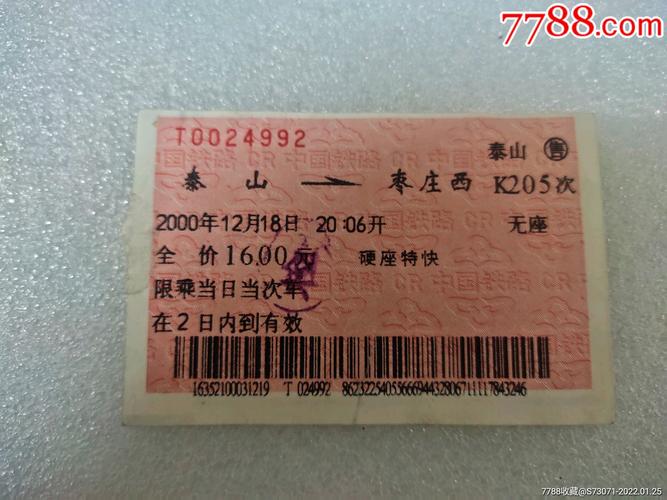 7788.com
T0024992
泰山 售
泰 山 → 枣庄西 K205次
2000年12月18日 20:06开 无座
全 价16.00元 硬座特快
限乘当日当次车
在2日内到有效
16352100031219 T 024992 86232254055666944328067111117843246
7788收藏@S73071-2022.01.25